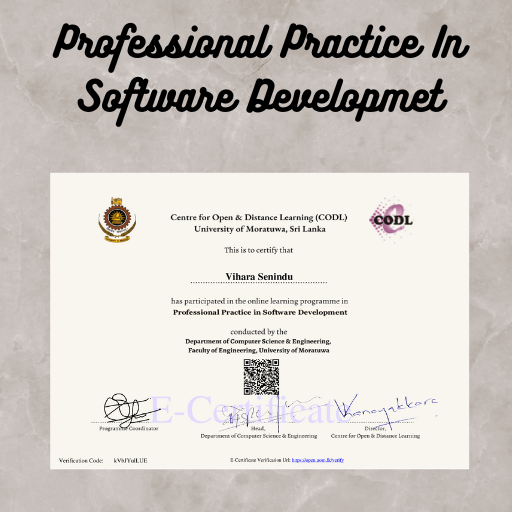 Professional Practice In
Software Developmet
CODL
Centre for Open & Distance Learning (CODL)
University of Moratuwa, Sri Lanka
This is to certify that
Vihara Senindu
has participated in the online learning programme in
Professional Practice in Software Development
conducted by the
Department of Computer Science & Engineering,
Faculty of Engineering, University of Moratuwa
E-Certificate
Programme Coordinator
Head,
Department of Computer Science & Engineering
Director,
Centre for Open & Distance Learning
Verification Code:
E-Certificate Verification Url: https://open.uom.lk/verify